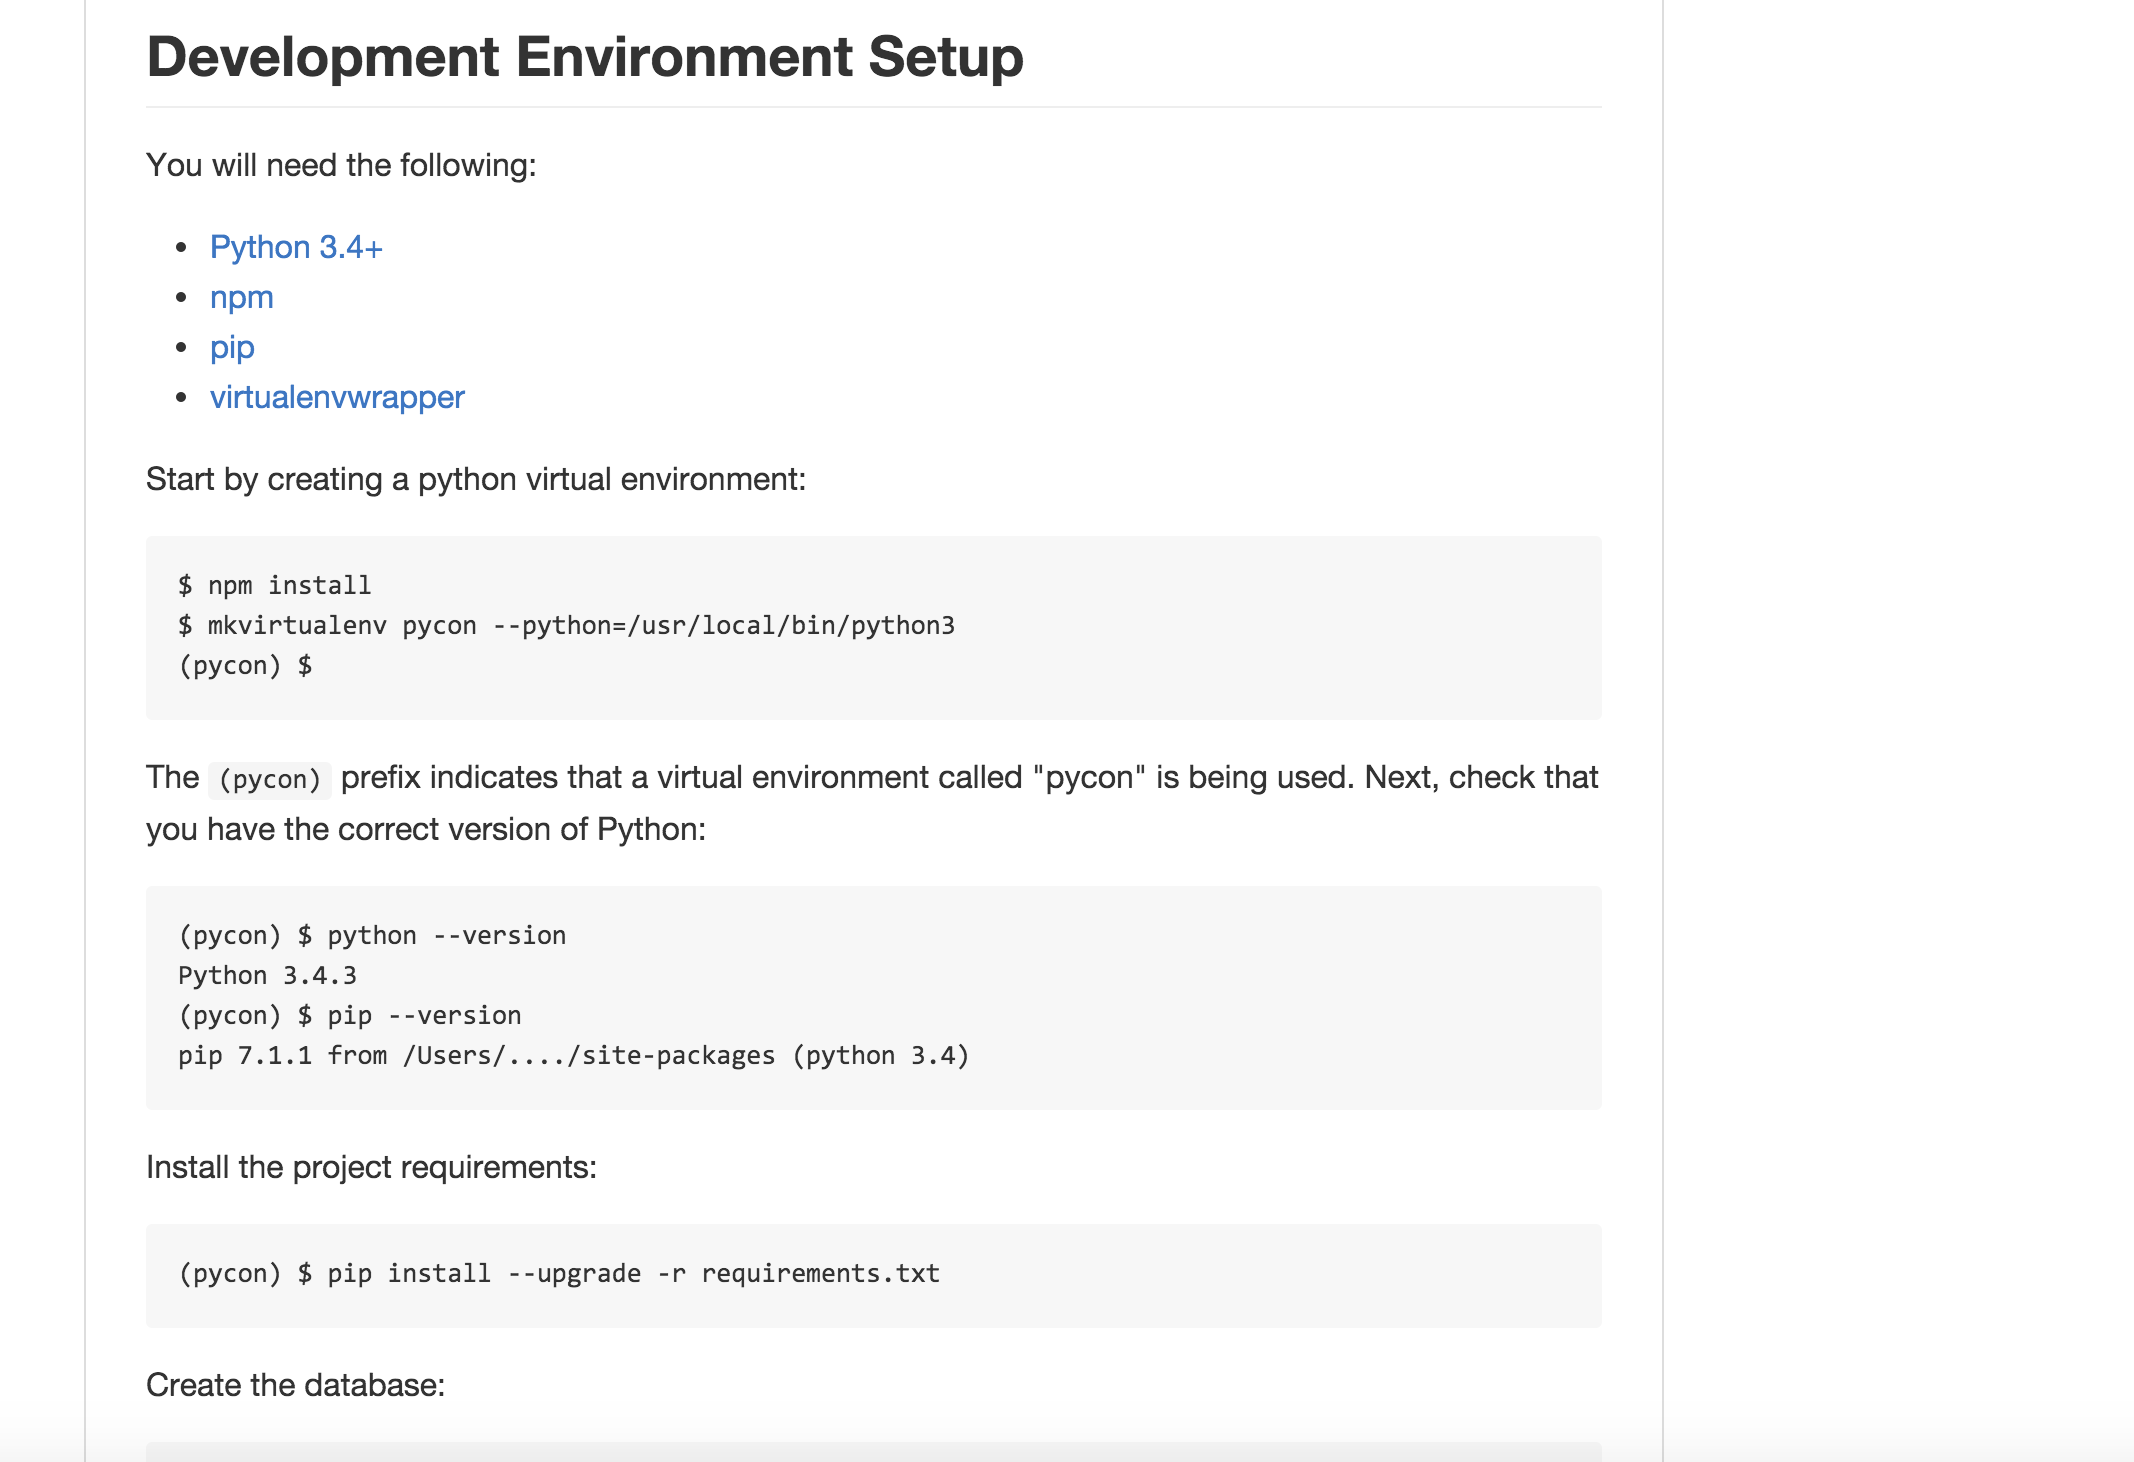 Development Environment Setup
You will need the following:
• Python 3.4+
• npm
• pip
• virtualenvwrapper
Start by creating a python virtual environment:
$ npm install
$ mkvirtualenv pycon --python=/usr/local/bin/python3
(pycon) $
The (pycon) prefix indicates that a virtual environment called "pycon" is being used. Next, check that
you have the correct version of Python:
(pycon) $ python --version
Python 3.4.3
(pycon) $ pip --version
pip 7.1.1 from /Users/..../site-packages (python 3.4)
Install the project requirements:
(pycon) $ pip install --upgrade -r requirements.txt
Create the database: